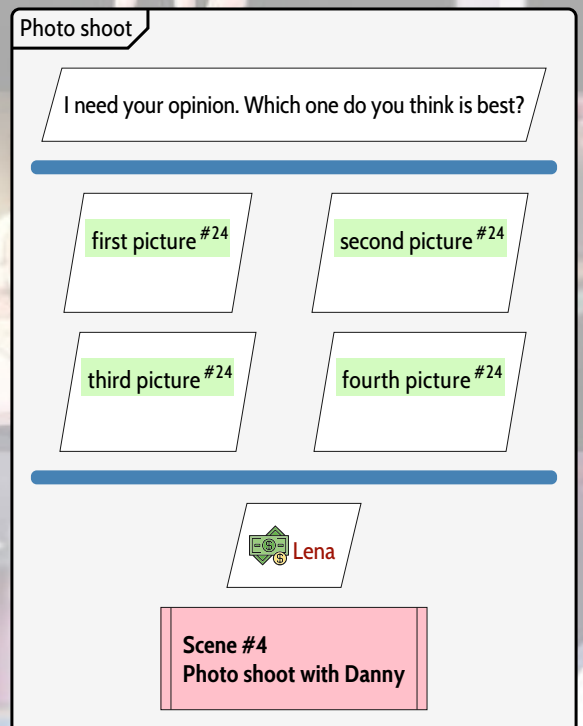 Photo shoot
I need your opinion. Which one do you think is best?
first picture #24
second picture #24
third picture #24
fourth picture #24
Lena
Scene #4
Photo shoot with Danny